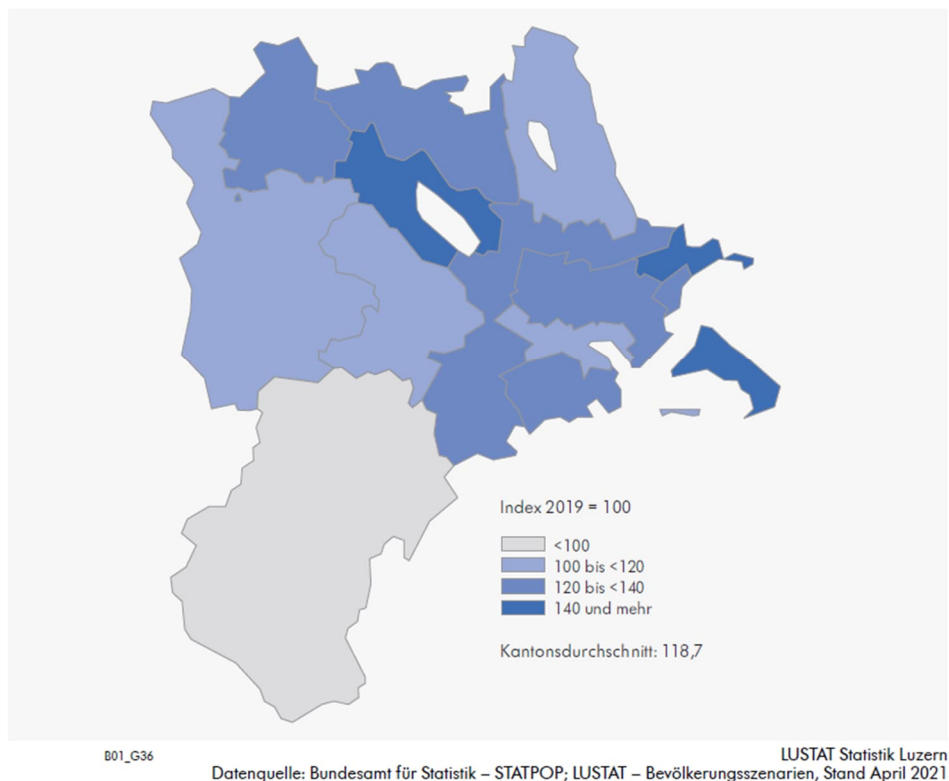 Index 2019 = 100
<100
100 bis <120
120 bis <140
140 und mehr
Kantonsdurchschnitt: 118,7
B01_G36
LUSTAT Statistik Luzern
Datenquelle: Bundesamt für Statistik – STATPOP; LUSTAT – Bevölkerungsszenarien, Stand April 2021